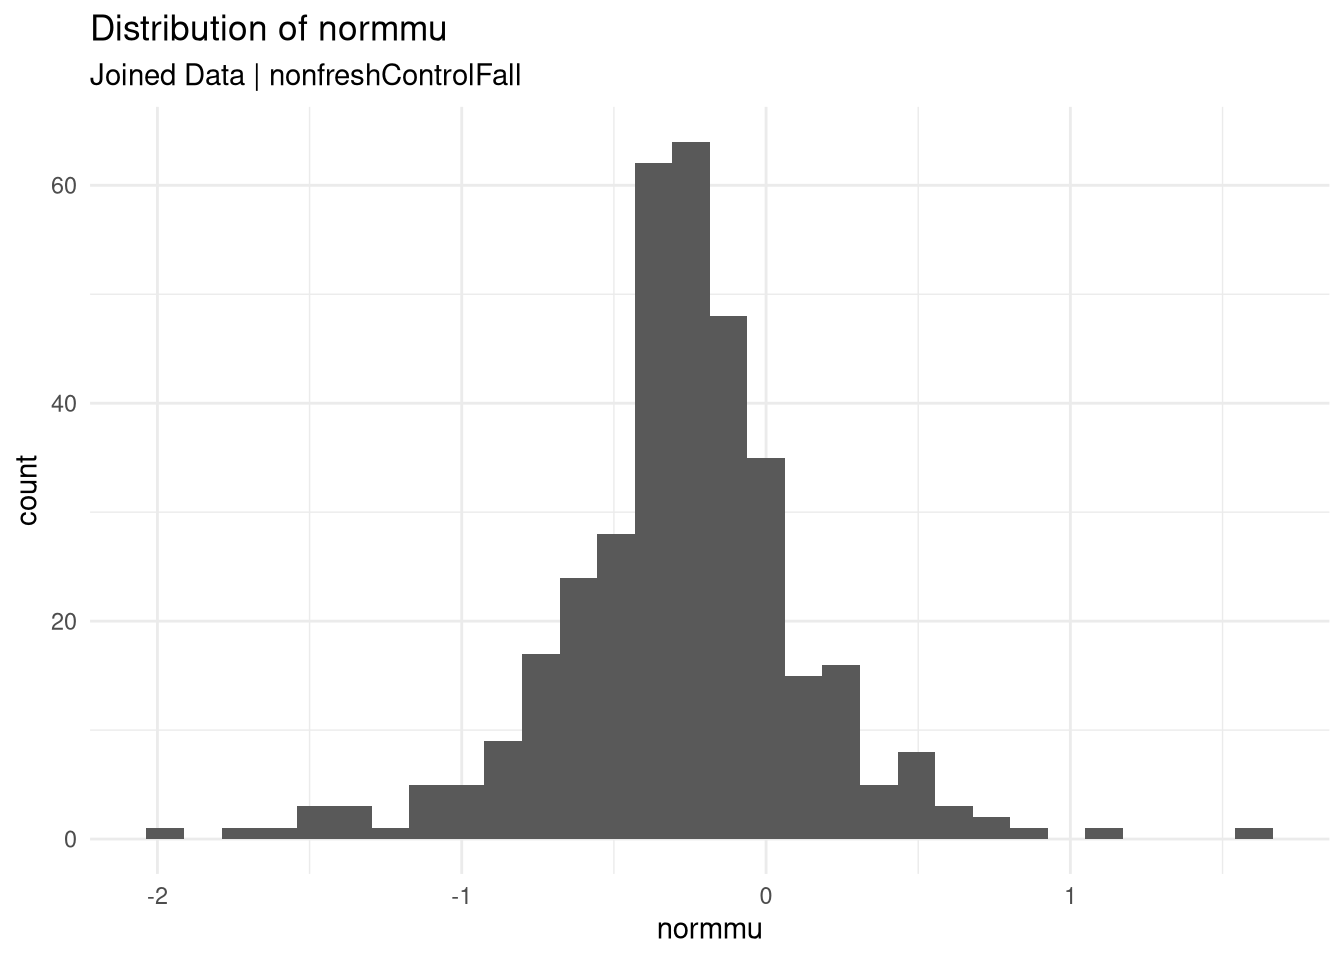 Distribution of normmu
Joined Data | nonfreshControlFall
60
40
20
0
count
-2
-1
0
1
normmu